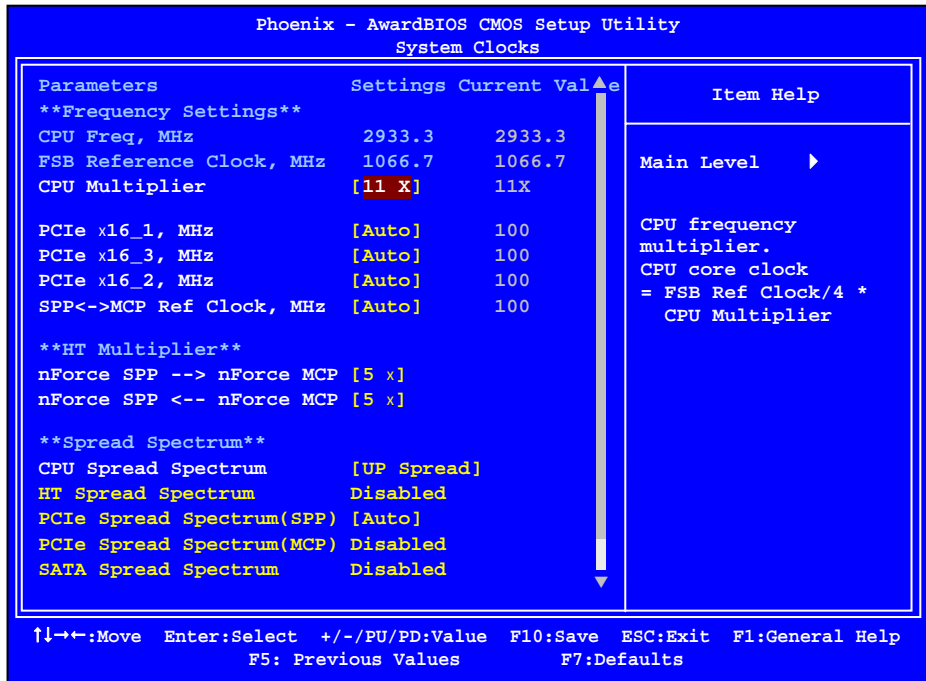 Phoenix – AwardBIOS CMOS Setup Utility
System Clocks
Parameters Settings Current Val e
**Frequency Settings**
CPU Freq, MHz 2933.3 2933.3
FSB Reference Clock, MHz 1066.7 1066.7
CPU Multiplier [11 X] 11X
PCIe x16_1, MHz [Auto] 100
PCIe x16_3, MHz [Auto] 100
PCIe x16_2, MHz [Auto] 100
SPP<->MCP Ref Clock, MHz [Auto] 100
**HT Multiplier**
nForce SPP --> nForce MCP [5 x]
nForce SPP <-- nForce MCP [5 x]
**Spread Spectrum**
CPU Spread Spectrum [UP Spread]
HT Spread Spectrum Disabled
PCIe Spread Spectrum(SPP) [Auto]
PCIe Spread Spectrum(MCP) Disabled
SATA Spread Spectrum Disabled
Item Help
Main Level
CPU frequency
multiplier.
CPU core clock
= FSB Ref Clock/4 *
CPU Multiplier
↑↓→←:Move Enter:Select +/-/PU/PD:Value F10:Save ESC:Exit F1:General Help
F5: Previous Values F7:Defaults